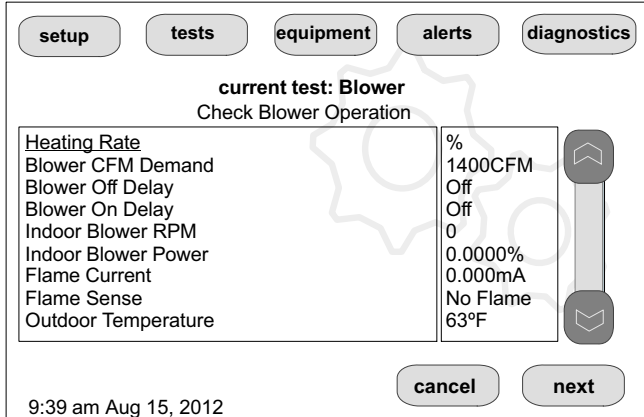 setup tests equipment alerts diagnostics
current test: Blower
Check Blower Operation
Heating Rate %
Blower CFM Demand 1400CFM
Blower Off Delay Off
Blower On Delay Off
Indoor Blower RPM 0
Indoor Blower Power 0.0000%
Flame Current 0.000mA
Flame Sense No Flame
Outdoor Temperature 63ºF
cancel next
9:39 am Aug 15, 2012